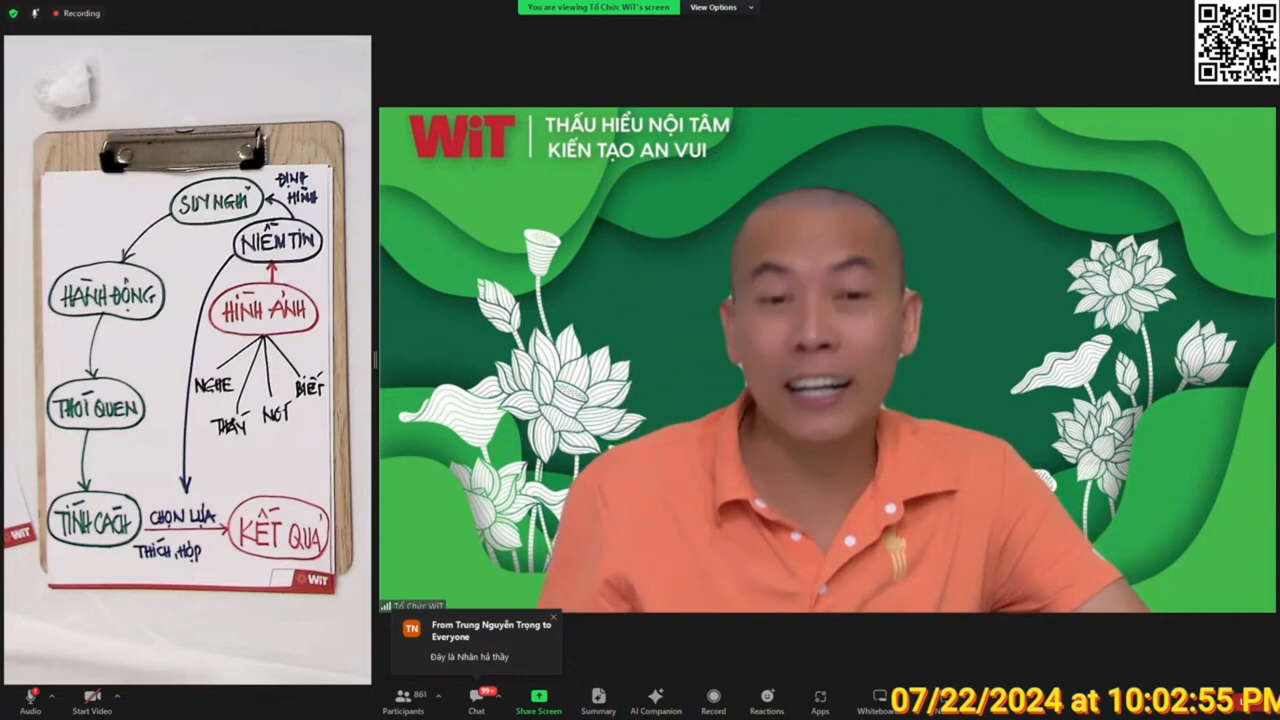 Recording
You are viewing Tổ Chức WiT's screen
View Options
WiT
THẤU HIỂU NỘI TÂM
KIẾN TẠO AN VUI
ĐỊNH
HÌNH
SUY NGHĨ
NIỀM TIN
HÀNH ĐỘNG
HÌNH ẢNH
NGHE
THẤY
NÓI
BIẾT
THÓI QUEN
TÍNH CÁCH
CHỌN LỰA
THÍCH HỢP
KẾT QUẢ
WiT
WiT
Tổ Chức WiT
TN
From Trung Nguyễn Trọng to
Everyone
Đây là Nhân hả thầy
Audio
Start Video
861
Participants
99+
Chat
Share Screen
Summary
AI Companion
Record
Reactions
Apps
Whiteboa
07/22/2024 at 10:02:55 PM